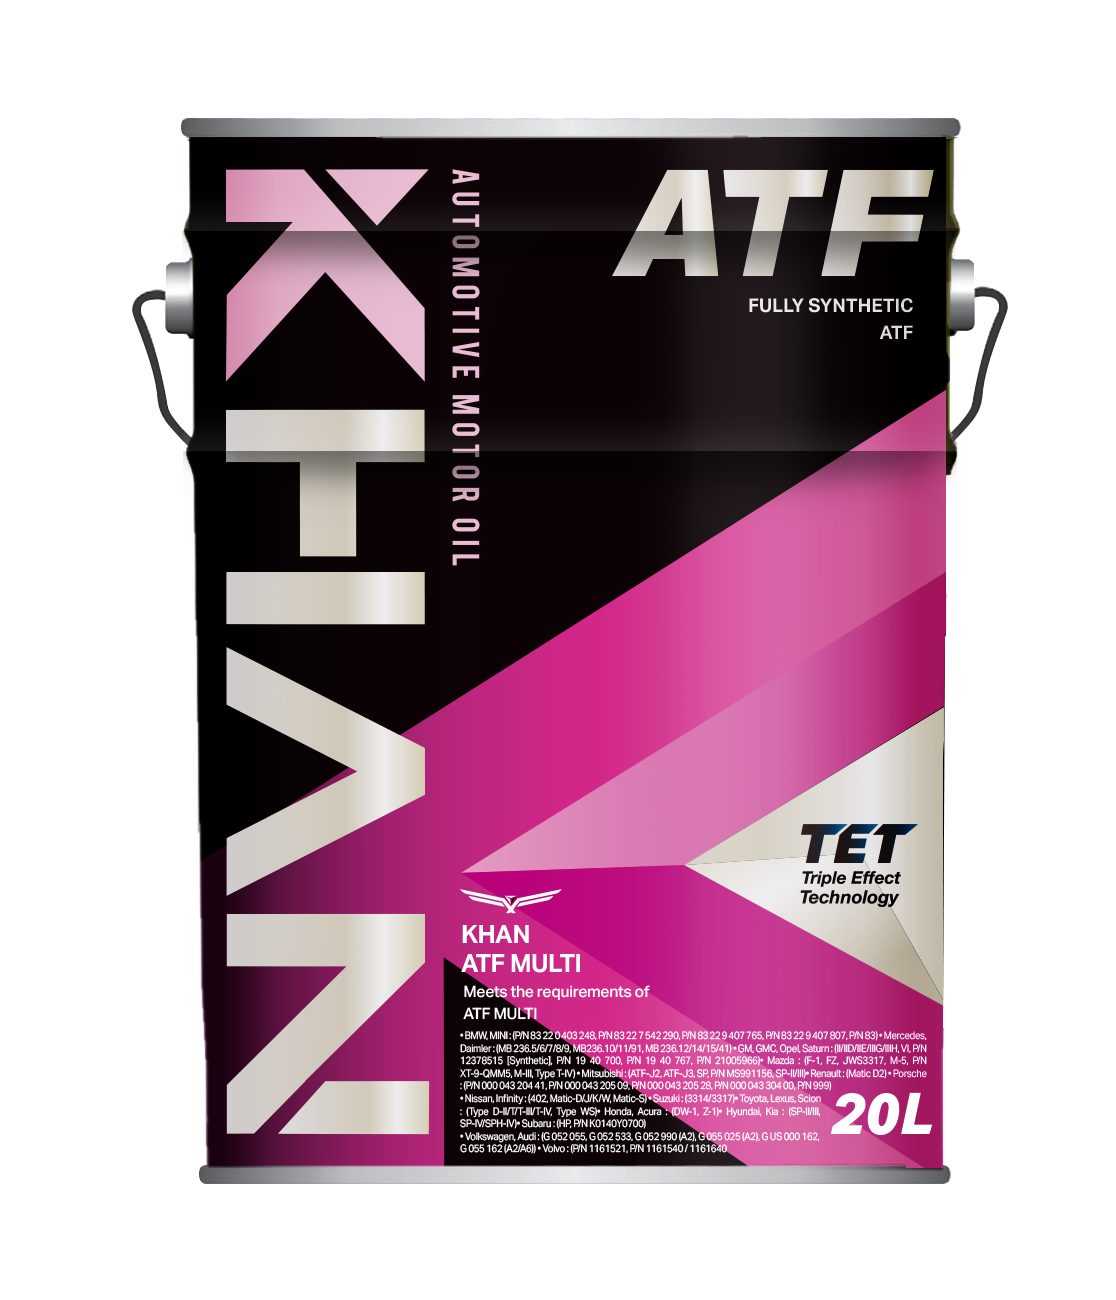 KHAN
AUTOMOTIVE MOTOR OIL
ATF
FULLY SYNTHETIC
ATF
TET
Triple Effect
Technology
KHAN
ATF MULTI
Meets the requirements of
ATF MULTI
• BMW, MINI : (P/N 83 22 0 403 248, P/N 83 22 7 542 290, P/N 83 22 9 407 765, P/N 83 22 9 407 807, P/N 83) • Mercedes,
Daimler : (MB 236.5/6/7/8/9, MB236.10/11/91, MB 236.12/14/15/41) • GM, GMC, Opel, Saturn : (II/IID/IIE/IIIG/IIIH, VI, P/N
12378515 [Synthetic], P/N 19 40 700, P/N 19 40 767, P/N 21005966)• Mazda : (F-1, FZ, JWS3317, M-5, P/N
XT-9-QMM5, M-III, Type T-IV) • Mitsubishi : (ATF-J2, ATF-J3, SP, P/N MS991156, SP-II/III)• Renault : (Matic D2) • Porsche
: (P/N 000 043 204 41, P/N 000 043 205 09, P/N 000 043 205 28, P/N 000 043 304 00, P/N 999)
• Nissan, Infinity : (402, Matic-D/J/K/W, Matic-S) • Suzuki : (3314/3317)• Toyota, Lexus, Scion
: (Type D-II/T/T-III/T-IV, Type WS)• Honda, Acura : (DW-1, Z-1)• Hyundai, Kia : (SP-II/III,
SP-IV/SPH-IV)• Subaru : (HP, P/N K0140Y0700)
• Volkswagen, Audi : (G 052 055, G 052 533, G 052 990 (A2), G 055 025 (A2), G US 000 162,
G 055 162 (A2/A6)) • Volvo : (P/N 1161521, P/N 1161540 / 1161640
20L